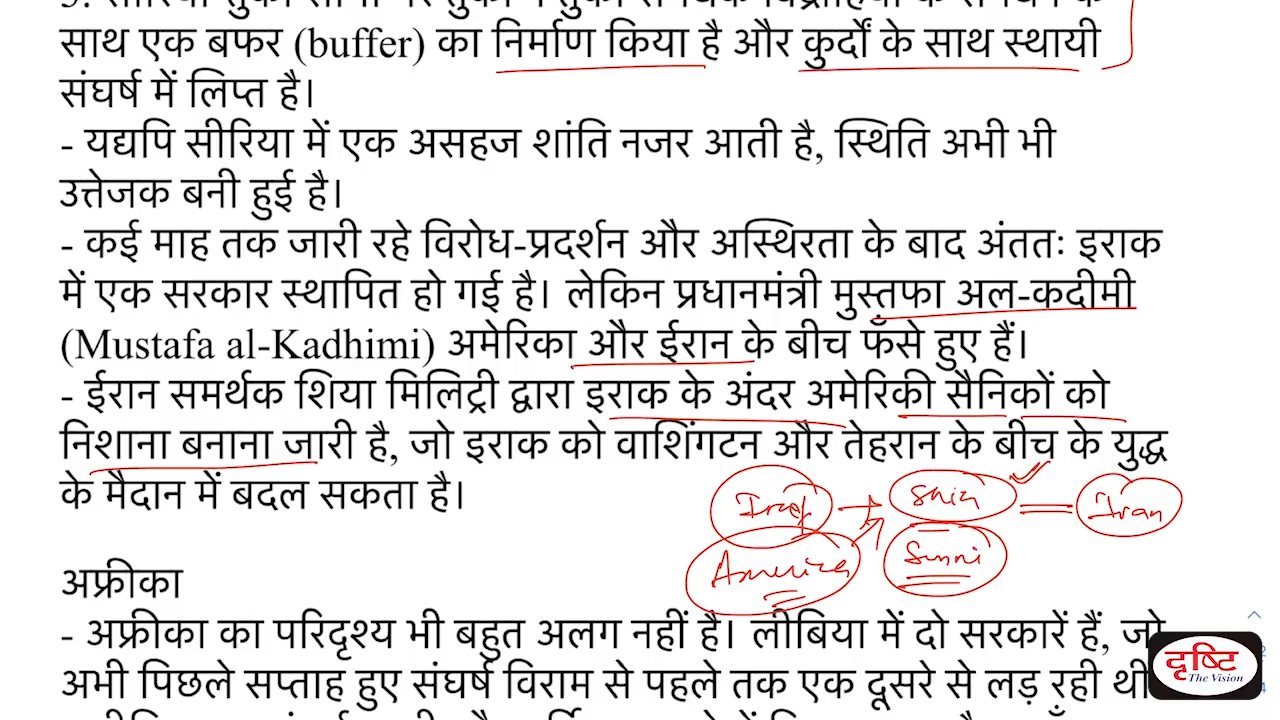 साथ एक बफर (buffer) का निर्माण किया है और कुर्दों के साथ स्थायी
संघर्ष में लिप्त है।
- यद्यपि सीरिया में एक असहज शांति नजर आती है, स्थिति अभी भी
उत्तेजक बनी हुई है।
- कई माह तक जारी रहे विरोध-प्रदर्शन और अस्थिरता के बाद अंततः इराक
में एक सरकार स्थापित हो गई है। लेकिन प्रधानमंत्री मुस्तफा अल-कदीमी
(Mustafa al-Kadhimi) अमेरिका और ईरान के बीच फँसे हुए हैं।
- ईरान समर्थक शिया मिलिट्री द्वारा इराक के अंदर अमेरिकी सैनिकों को
निशाना बनाना जारी है, जो इराक को वाशिंगटन और तेहरान के बीच के युद्ध
के मैदान में बदल सकता है।
Iraq Shia Iran
America Sunni
अफ्रीका
- अफ्रीका का परिदृश्य भी बहुत अलग नहीं है। लीबिया में दो सरकारें हैं, जो
अभी पिछले सप्ताह हुए संघर्ष विराम से पहले तक एक दूसरे से लड़ रही थी
दृष्टि
The Vision